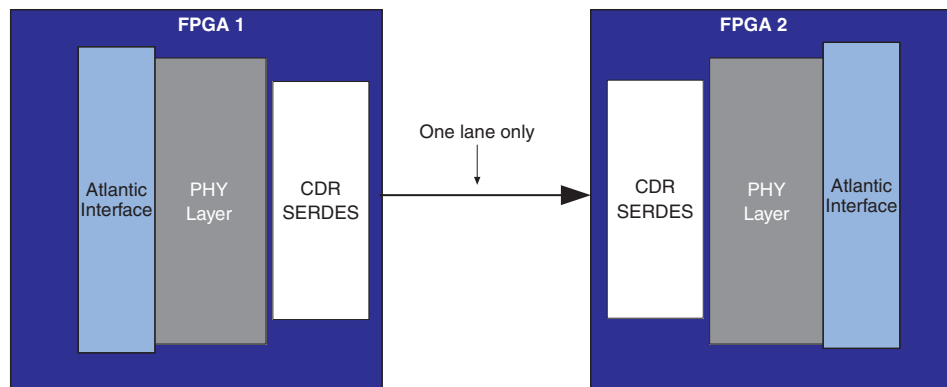 FPGA 1
Atlantic
Interface
PHY
Layer
CDR
SERDES
One lane only
FPGA 2
CDR
SERDES
PHY
Layer
Atlantic
Interface